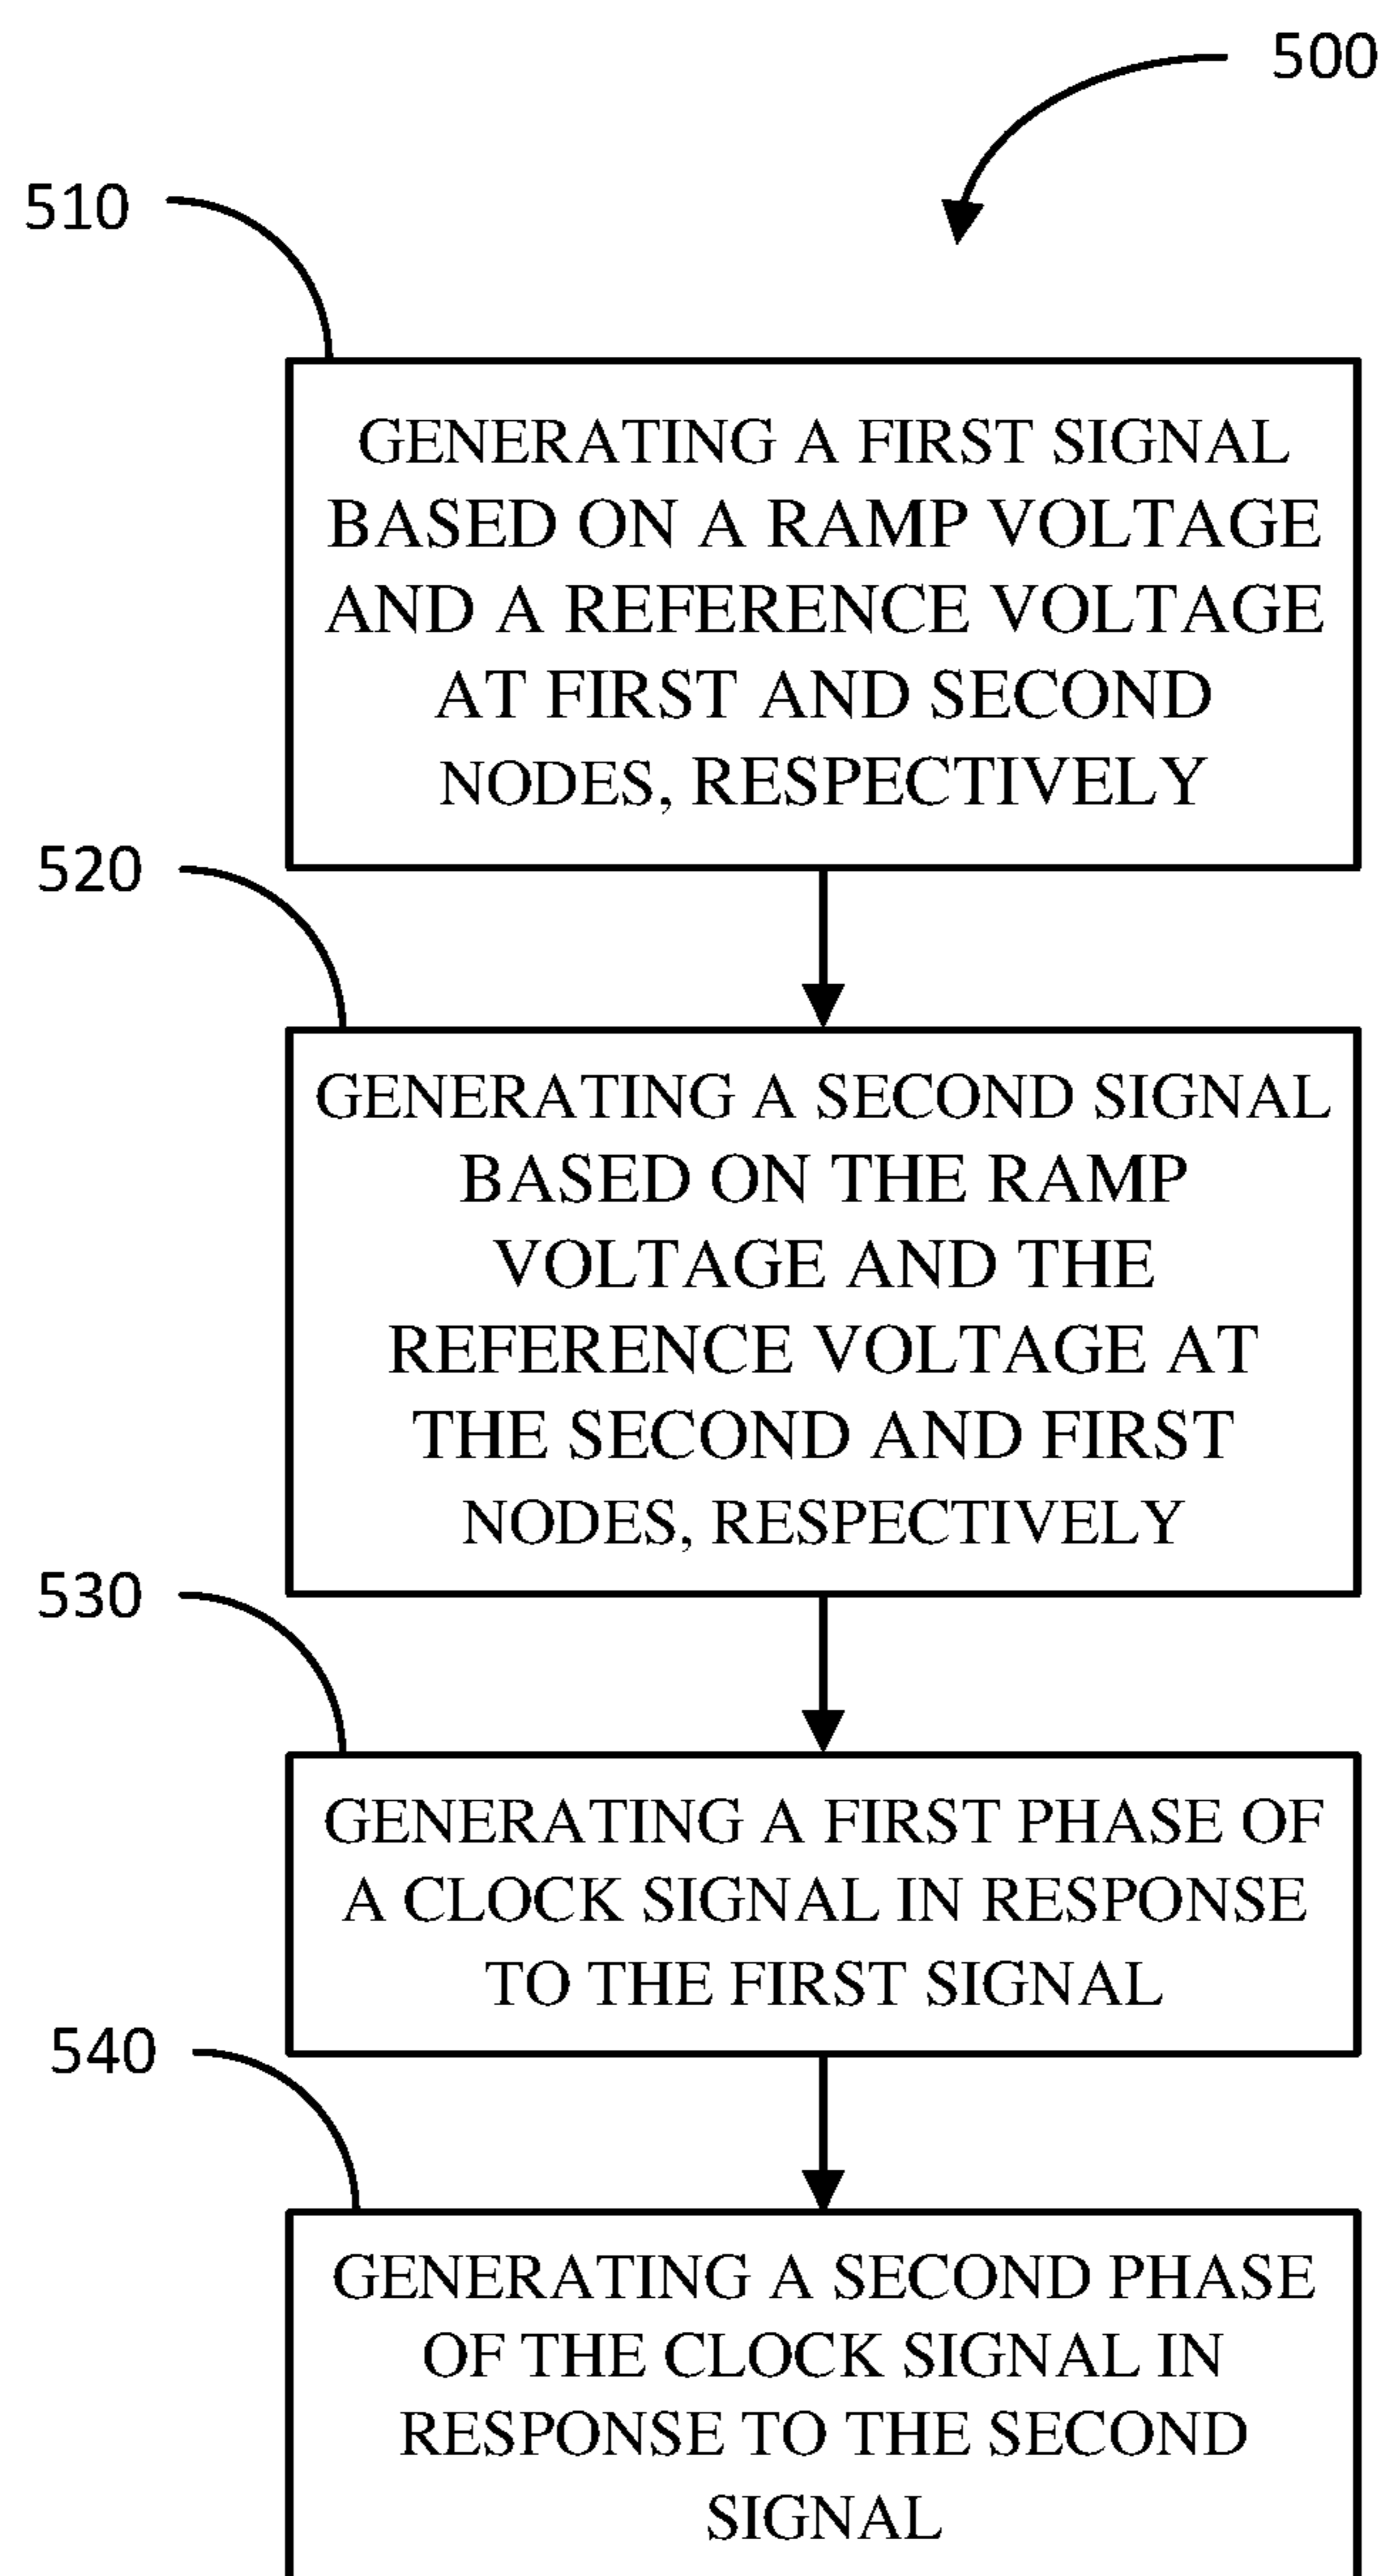 500
510
GENERATING A FIRST SIGNAL
BASED ON A RAMP VOLTAGE
AND A REFERENCE VOLTAGE
AT FIRST AND SECOND
NODES, RESPECTIVELY
520
GENERATING A SECOND SIGNAL
BASED ON THE RAMP
VOLTAGE AND THE
REFERENCE VOLTAGE AT
THE SECOND AND FIRST
NODES, RESPECTIVELY
530
GENERATING A FIRST PHASE OF
A CLOCK SIGNAL IN RESPONSE
TO THE FIRST SIGNAL
540
GENERATING A SECOND PHASE
OF THE CLOCK SIGNAL IN
RESPONSE TO THE SECOND
SIGNAL